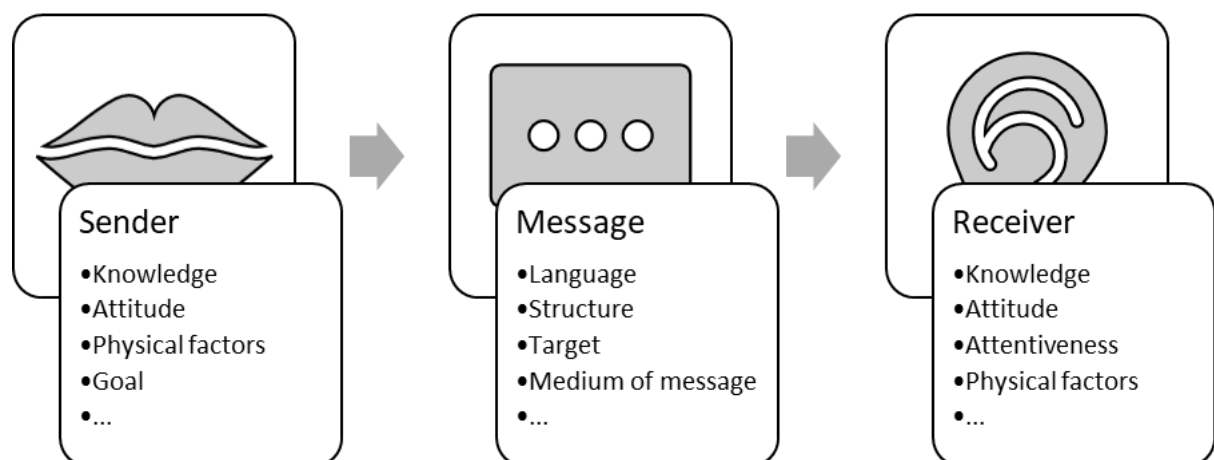 Sender
•Knowledge
•Attitude
•Physical factors
•Goal
•...
Message
•Language
•Structure
•Target
•Medium of message
•...
Receiver
•Knowledge
•Attitude
•Attentiveness
•Physical factors
•...